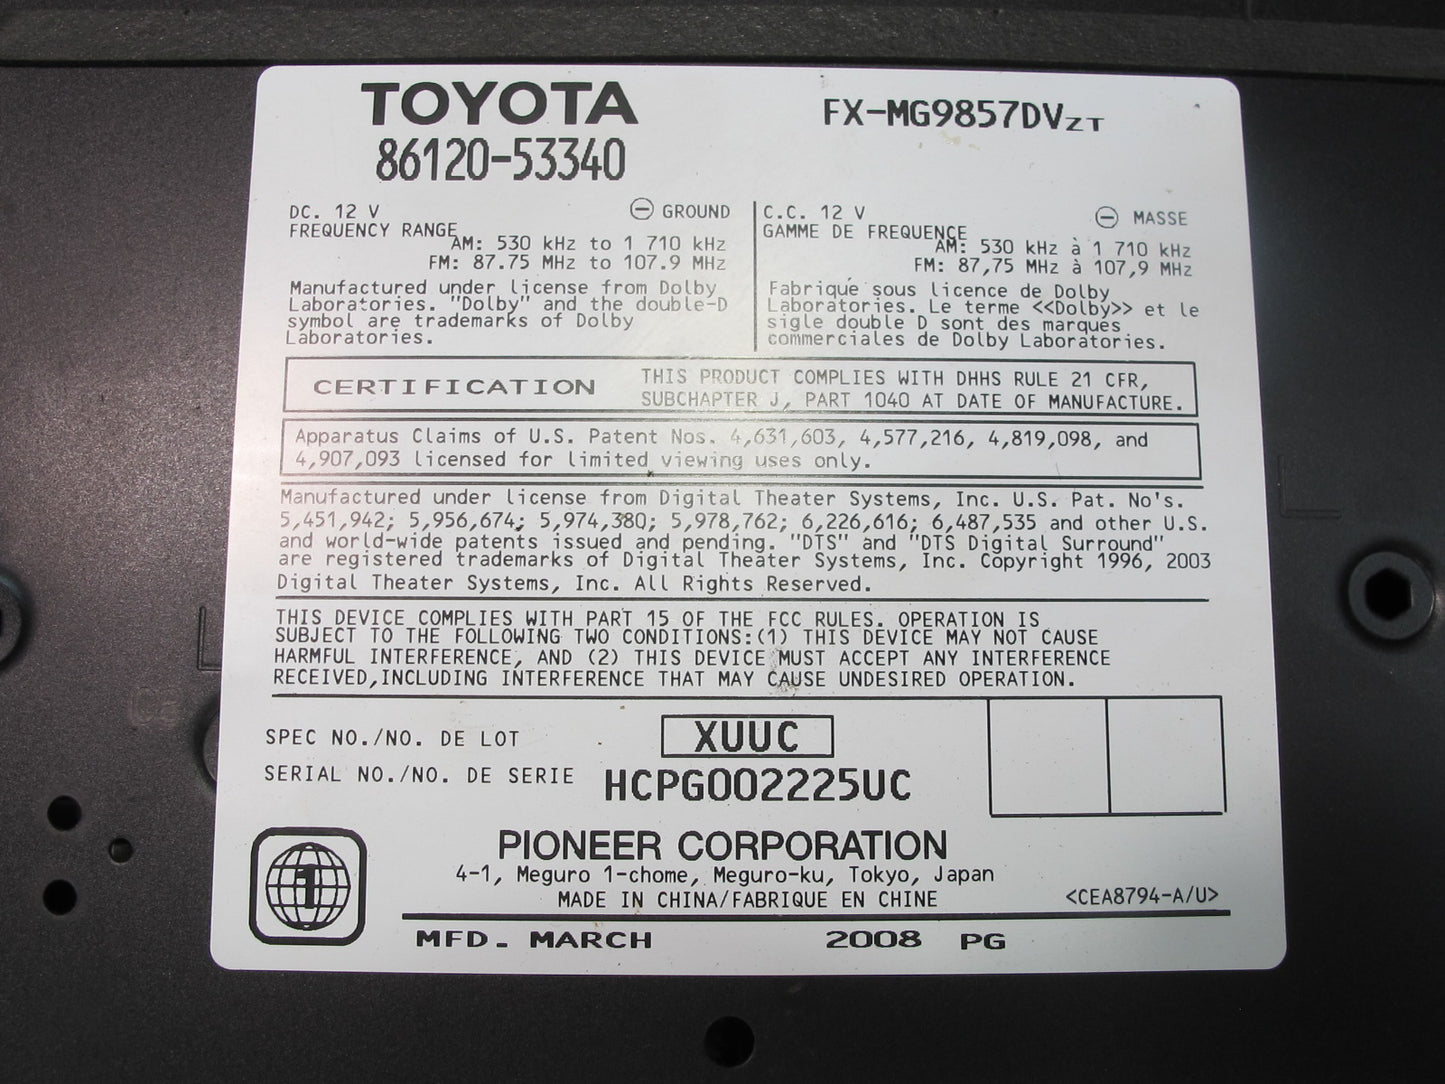 TOYOTA
86120-53340
FX-MG9857DVZT
DC. 12 V ⊖ GROUND
FREQUENCY RANGE
AM: 530 kHz to 1 710 kHz
FM: 87.75 MHz to 107.9 MHz
Manufactured under license from Dolby
Laboratories. "Dolby" and the double-D
symbol are trademarks of Dolby
Laboratories.
C.C. 12 V ⊖ MASSE
GAMME DE FREQUENCE
AM: 530 kHz à 1 710 kHz
FM: 87,75 MHz à 107,9 MHz
Fabriqué sous licence de Dolby
Laboratories. Le terme <<Dolby>> et le
sigle double D sont des marques
commerciales de Dolby Laboratories.
CERTIFICATION
THIS PRODUCT COMPLIES WITH DHHS RULE 21 CFR,
SUBCHAPTER J, PART 1040 AT DATE OF MANUFACTURE.
Apparatus Claims of U.S. Patent Nos. 4,631,603, 4,577,216, 4,819,098, and
4,907,093 licensed for limited viewing uses only.
Manufactured under license from Digital Theater Systems, Inc. U.S. Pat. No's.
5,451,942; 5,956,674; 5,974,380; 5,978,762; 6,226,616; 6,487,535 and other U.S.
and world-wide patents issued and pending. "DTS" and "DTS Digital Surround"
are registered trademarks of Digital Theater Systems, Inc. Copyright 1996, 2003
Digital Theater Systems, Inc. All Rights Reserved.
THIS DEVICE COMPLIES WITH PART 15 OF THE FCC RULES. OPERATION IS
SUBJECT TO THE FOLLOWING TWO CONDITIONS:(1) THIS DEVICE MAY NOT CAUSE
HARMFUL INTERFERENCE, AND (2) THIS DEVICE MUST ACCEPT ANY INTERFERENCE
RECEIVED,INCLUDING INTERFERENCE THAT MAY CAUSE UNDESIRED OPERATION.
SPEC NO./NO. DE LOT XUUC
SERIAL NO./NO. DE SERIE HCPG002225UC
1
PIONEER CORPORATION
4-1, Meguro 1-chome, Meguro-ku, Tokyo, Japan
MADE IN CHINA/FABRIQUE EN CHINE <CEA8794-A/U>
MFD. MARCH 2008 PG